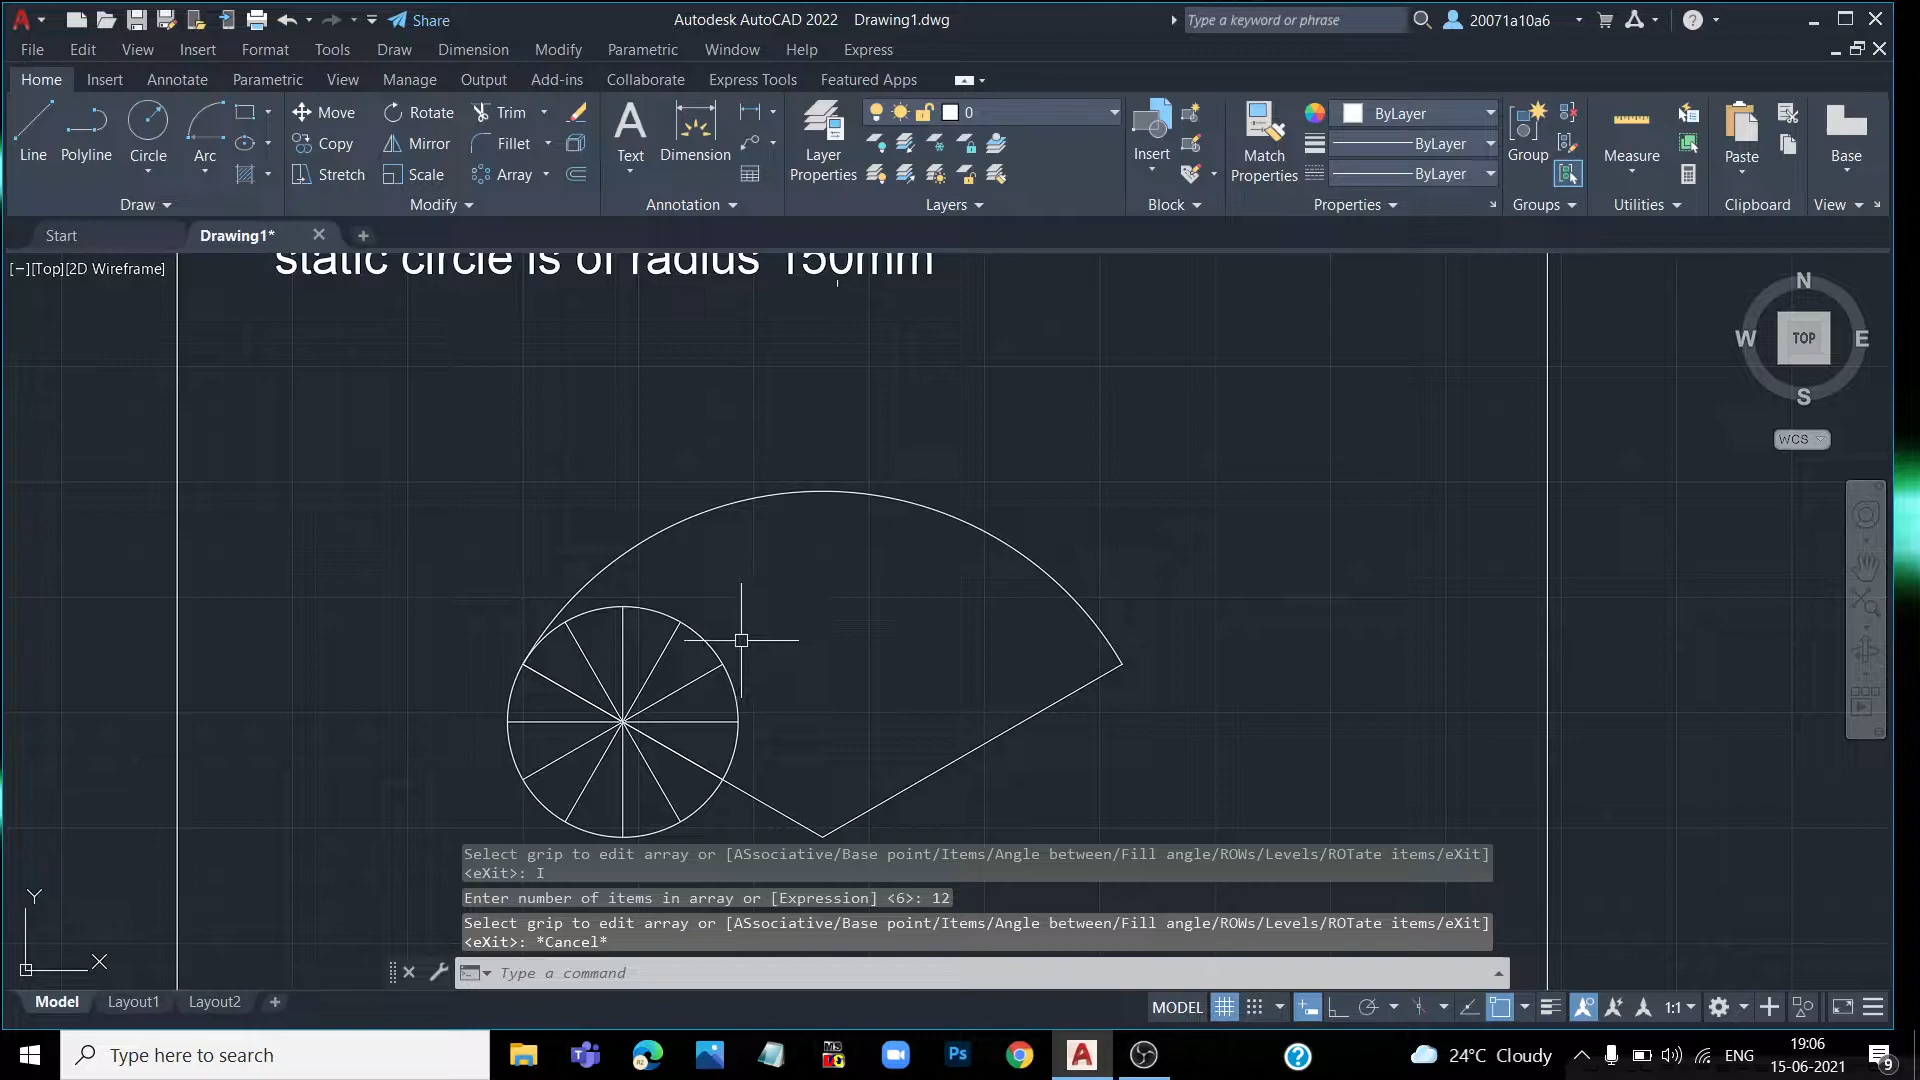 Share
Autodesk AutoCAD 2022 Drawing1.dwg
Type a keyword or phrase
20071a10a6
File Edit View Insert Format Tools Draw Dimension Modify Parametric Window Help Express
Home Insert Annotate Parametric View Manage Output Add-ins Collaborate Express Tools Featured Apps
Line Polyline Circle Arc
Move Rotate Trim
Copy Mirror Fillet
Stretch Scale Array
Text Dimension
Layer Properties
0
Insert
Match Properties
ByLayer
ByLayer
ByLayer
Group
Measure
Paste
Base
Draw Modify Annotation Layers Block Properties Groups Utilities Clipboard View
Start Drawing1*
[−][Top][2D Wireframe]
static circle is of radius 150mm
N
W TOP E
S
WCS
Select grip to edit array or [ASsociative/Base point/Items/Angle between/Fill angle/ROWs/Levels/ROTate items/eXit]
<eXit>: I
Enter number of items in array or [Expression] <6>: 12
Select grip to edit array or [ASsociative/Base point/Items/Angle between/Fill angle/ROWs/Levels/ROTate items/eXit]
<eXit>: *Cancel*
Type a command
Y
X
Model Layout1 Layout2
MODEL
1:1
Type here to search
Ps
24°C Cloudy
ENG
19:06
15-06-2021
9